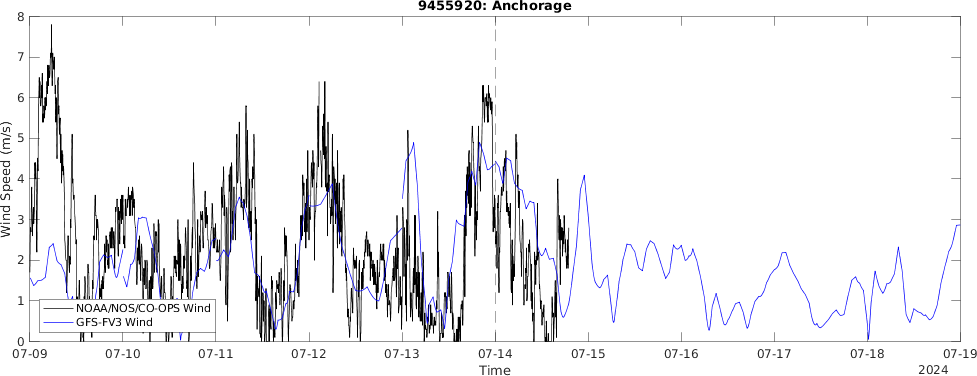 9455920: Anchorage
8
7
6
5
4
3
2
1
0
Wind Speed (m/s)
NOAA/NOS/CO-OPS Wind
GFS-FV3 Wind
07-09 07-10 07-11 07-12 07-13 07-14 07-15 07-16 07-17 07-18 07-19
Time
2024